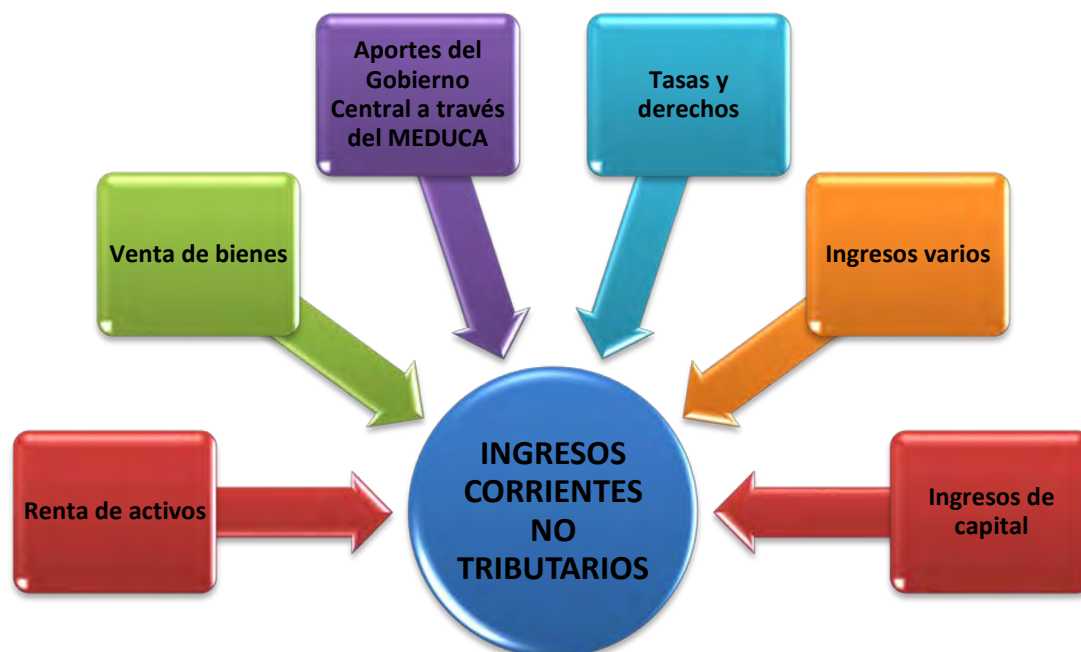 Aportes del
Gobierno
Central a través
del MEDUCA
Tasas y
derechos
Venta de bienes
Ingresos varios
Renta de activos
INGRESOS
CORRIENTES
NO
TRIBUTARIOS
Ingresos de
capital